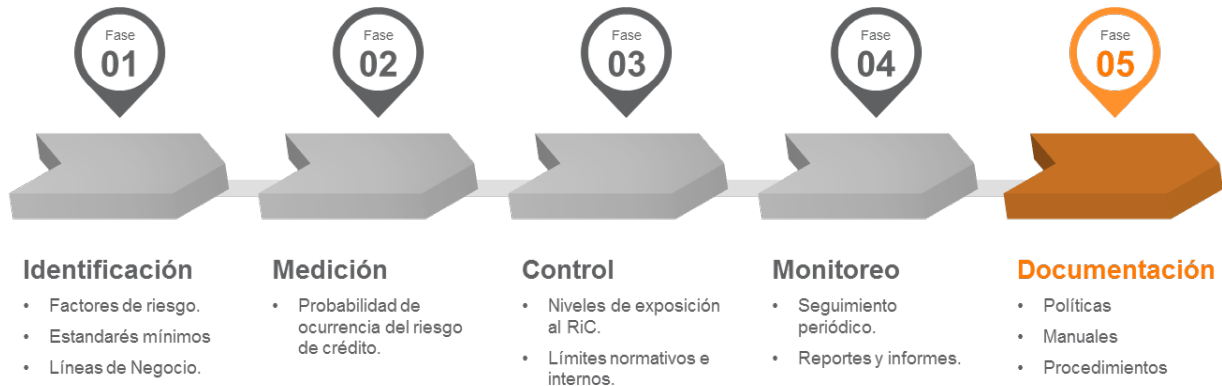 Fase
01
Fase
02
Fase
03
Fase
04
Fase
05
Identificación
• Factores de riesgo.
• Estandarés mínimos
• Líneas de Negocio.
Medición
• Probabilidad de
ocurrencia del riesgo
de crédito.
Control
• Niveles de exposición
al RiC.
• Límites normativos e
internos.
Monitoreo
• Seguimiento
periódico.
• Reportes y informes.
Documentación
• Políticas
• Manuales
• Procedimientos